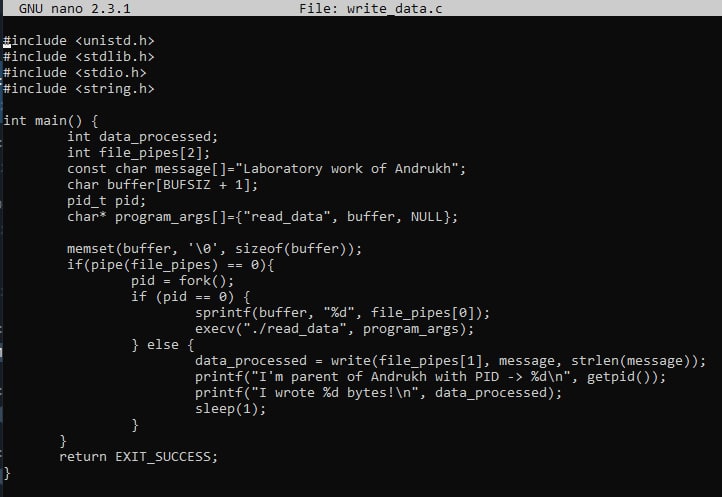 GNU nano 2.3.1 File: write_data.c
#include <unistd.h>
#include <stdlib.h>
#include <stdio.h>
#include <string.h>
int main() {
int data_processed;
int file_pipes[2];
const char message[]="Laboratory work of Andrukh";
char buffer[BUFSIZ + 1];
pid_t pid;
char* program_args[]={"read_data", buffer, NULL};
memset(buffer, '\0', sizeof(buffer));
if(pipe(file_pipes) == 0){
pid = fork();
if (pid == 0) {
sprintf(buffer, "%d", file_pipes[0]);
execv("./read_data", program_args);
} else {
data_processed = write(file_pipes[1], message, strlen(message));
printf("I'm parent of Andrukh with PID -> %d\n", getpid());
printf("I wrote %d bytes!\n", data_processed);
sleep(1);
}
}
return EXIT_SUCCESS;
}